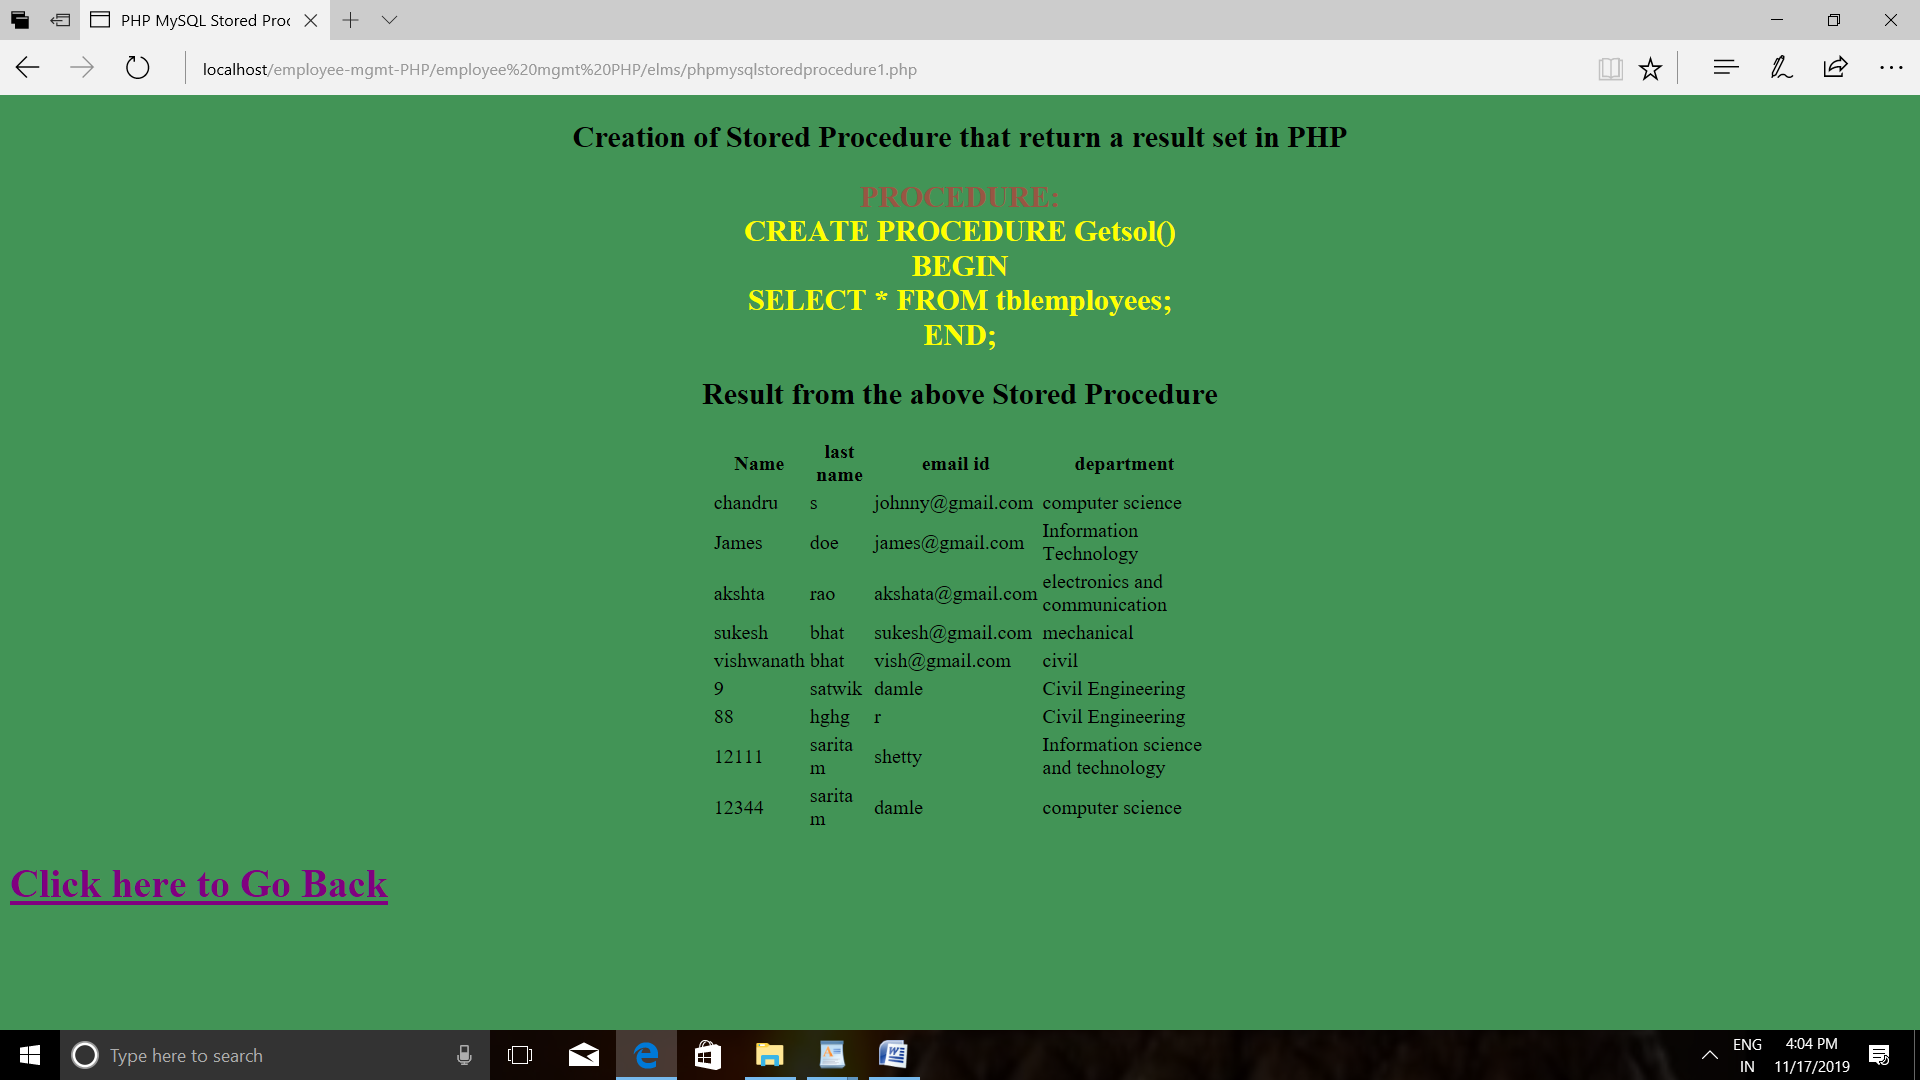 PHP MySQL Stored Proc
localhost/employee-mgmt-PHP/employee%20mgmt%20PHP/elms/phpmysqlstoredprocedure1.php
Creation of Stored Procedure that return a result set in PHP
PROCEDURE:
CREATE PROCEDURE Getsol()
BEGIN
SELECT * FROM tblemployees;
END;
Result from the above Stored Procedure
Name last name email id department
chandru s johnny@gmail.com computer science
James doe james@gmail.com Information Technology
akshta rao akshata@gmail.com electronics and communication
sukesh bhat sukesh@gmail.com mechanical
vishwanath bhat vish@gmail.com civil
9 satwik damle Civil Engineering
88 hghg r Civil Engineering
12111 sarita m shetty Information science and technology
12344 sarita m damle computer science
Click here to Go Back
Type here to search
ENG
IN
4:04 PM
11/17/2019